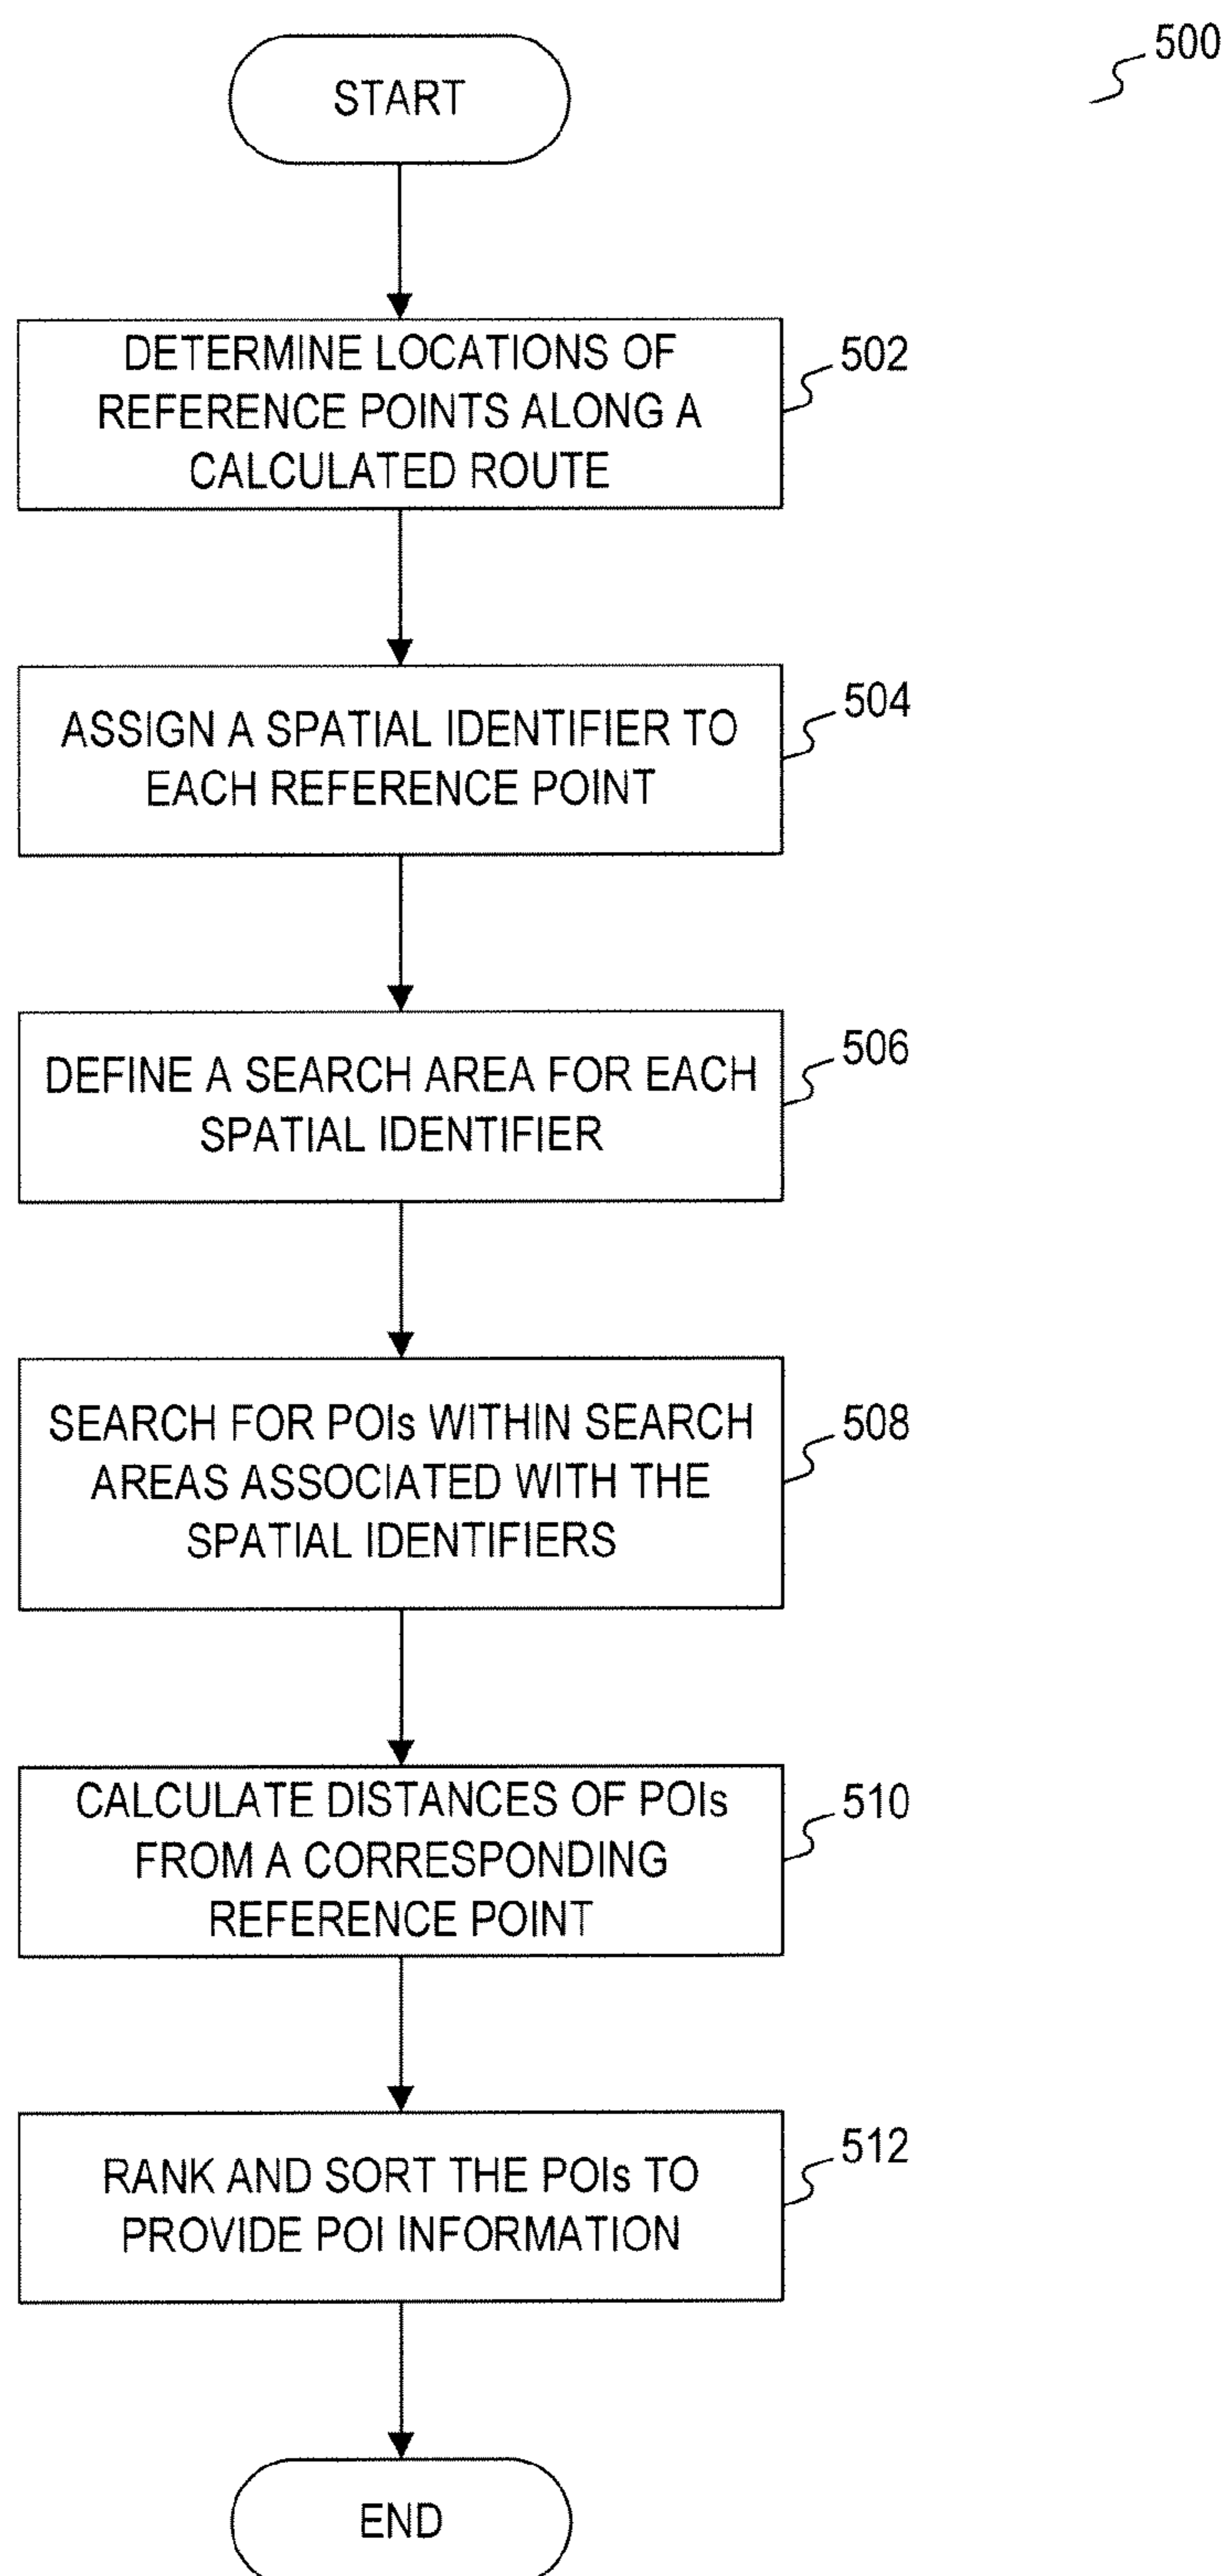 500
START
DETERMINE LOCATIONS OF
REFERENCE POINTS ALONG A
CALCULATED ROUTE
502
ASSIGN A SPATIAL IDENTIFIER TO
EACH REFERENCE POINT
504
DEFINE A SEARCH AREA FOR EACH
SPATIAL IDENTIFIER
506
SEARCH FOR POIs WITHIN SEARCH
AREAS ASSOCIATED WITH THE
SPATIAL IDENTIFIERS
508
CALCULATE DISTANCES OF POIs
FROM A CORRESPONDING
REFERENCE POINT
510
RANK AND SORT THE POIs TO
PROVIDE POI INFORMATION
512
END